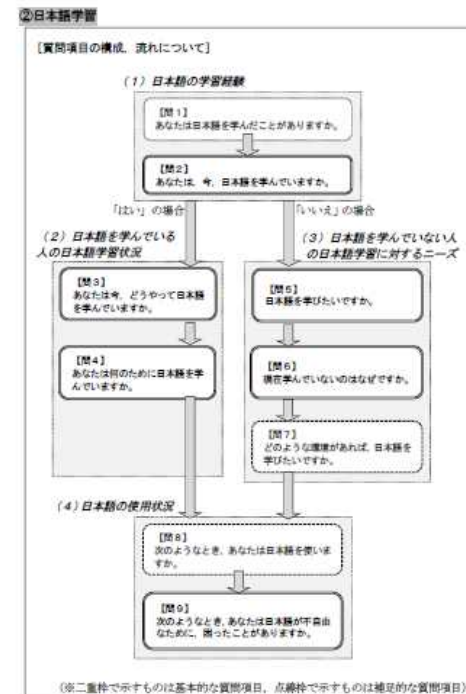 ②日本語学習
[質問項目の構成,流れについて]
(1)日本語の学習経験
【問1】
あなたは日本語を学んだことがありますか。
【問2】
あなたは、今、日本語を学んでいますか。
「はい」の場合
「いいえ」の場合
(2)日本語を学んでいる
人の日本語学習状況
【問3】
あなたは今、どうやって日本語
を学んでいますか。
【問4】
あなたは何のために日本語を学
んでいますか。
(3)日本語を学んでいない人
の日本語学習に対するニーズ
【問5】
日本語を学びたいですか。
【問6】
現在学んでいないのはなぜですか。
【問7】
どのような環境があれば、日本語を
学びたいですか。
(4)日本語の使用状況
【問8】
次のようなとき、あなたは日本語を使いま
すか。
【問9】
次のようなとき、あなたは日本語が不自由
なために、困ったことがありますか。
(※二重枠で示すものは基本的な質問項目,点線枠で示すものは補足的な質問項目)